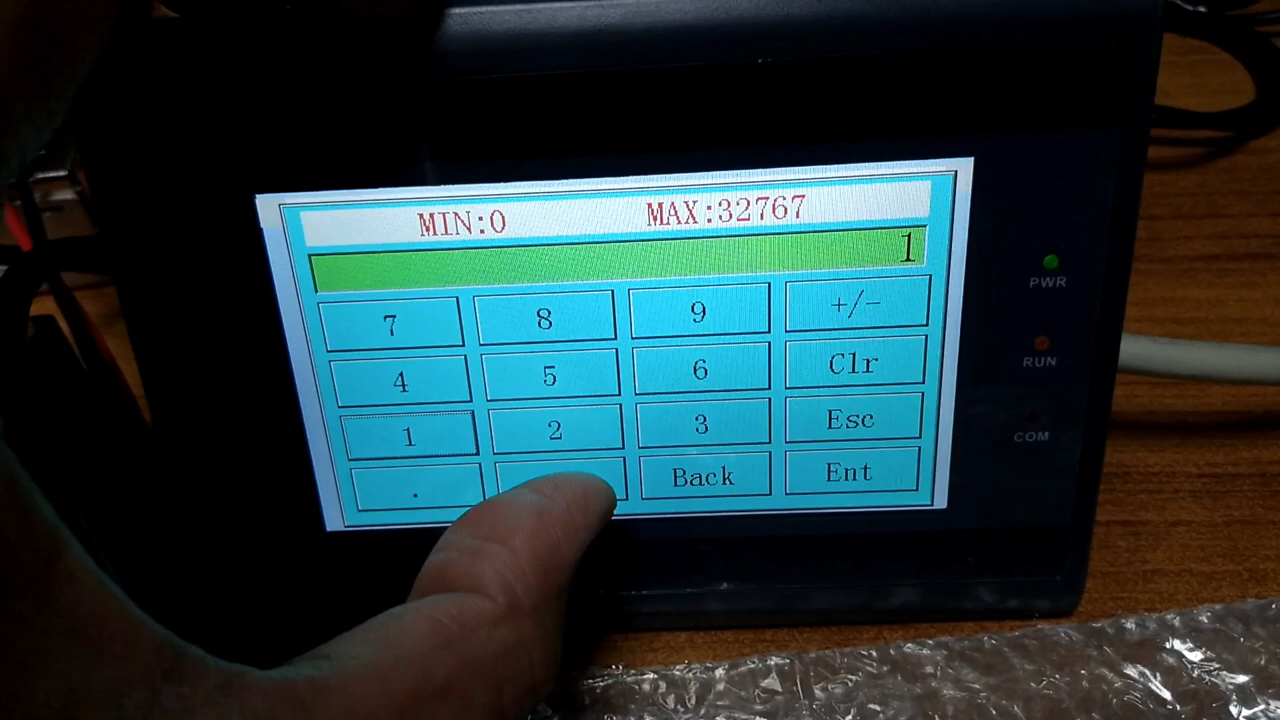 MIN:0 MAX:32767
1
7 8 9 +/-
4 5 6 Clr
1 2 3 Esc
. Back Ent
PWR
RUN
COM